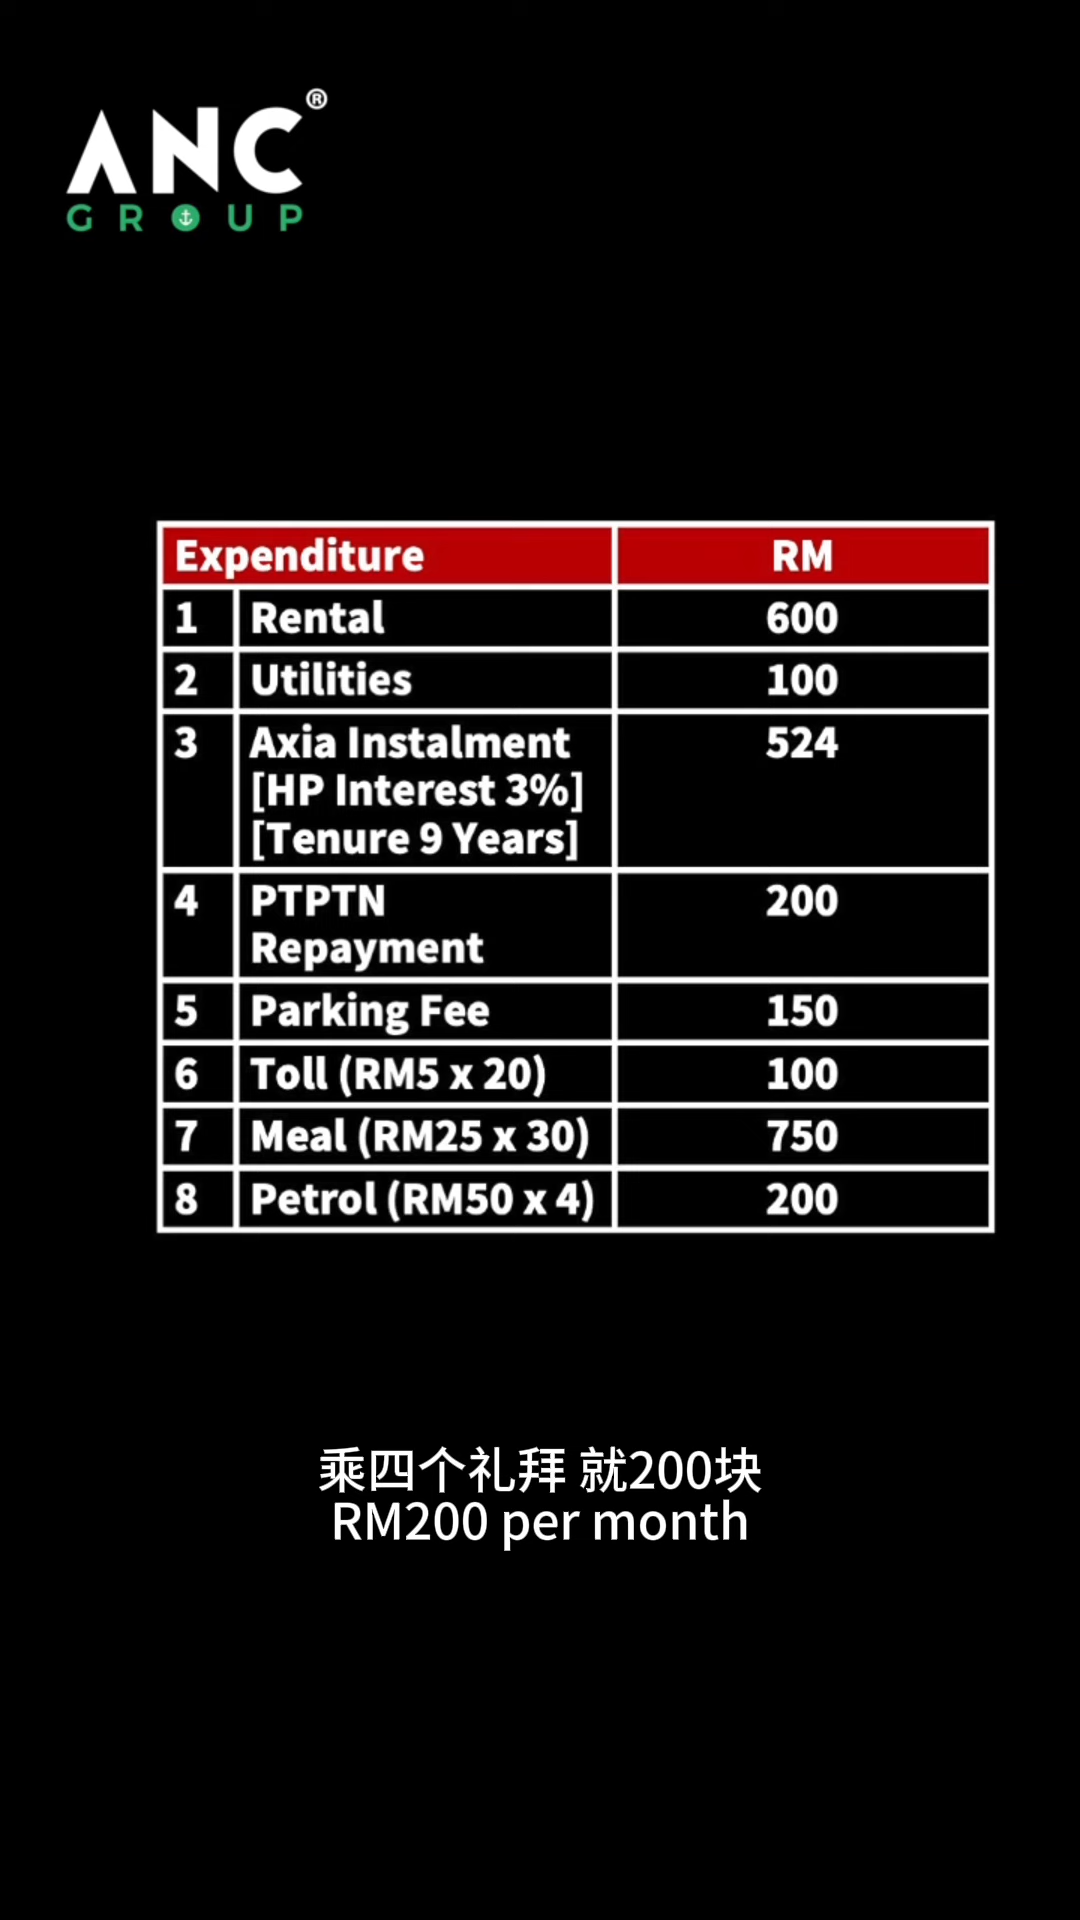 ANC®
GROUP
Expenditure RM
1 Rental 600
2 Utilities 100
3 Axia Instalment 524
[HP Interest 3%]
[Tenure 9 Years]
4 PTPTN 200
Repayment
5 Parking Fee 150
6 Toll (RM5 x 20) 100
7 Meal (RM25 x 30) 750
8 Petrol (RM50 x 4) 200
乘四个礼拜 就200块
RM200 per month